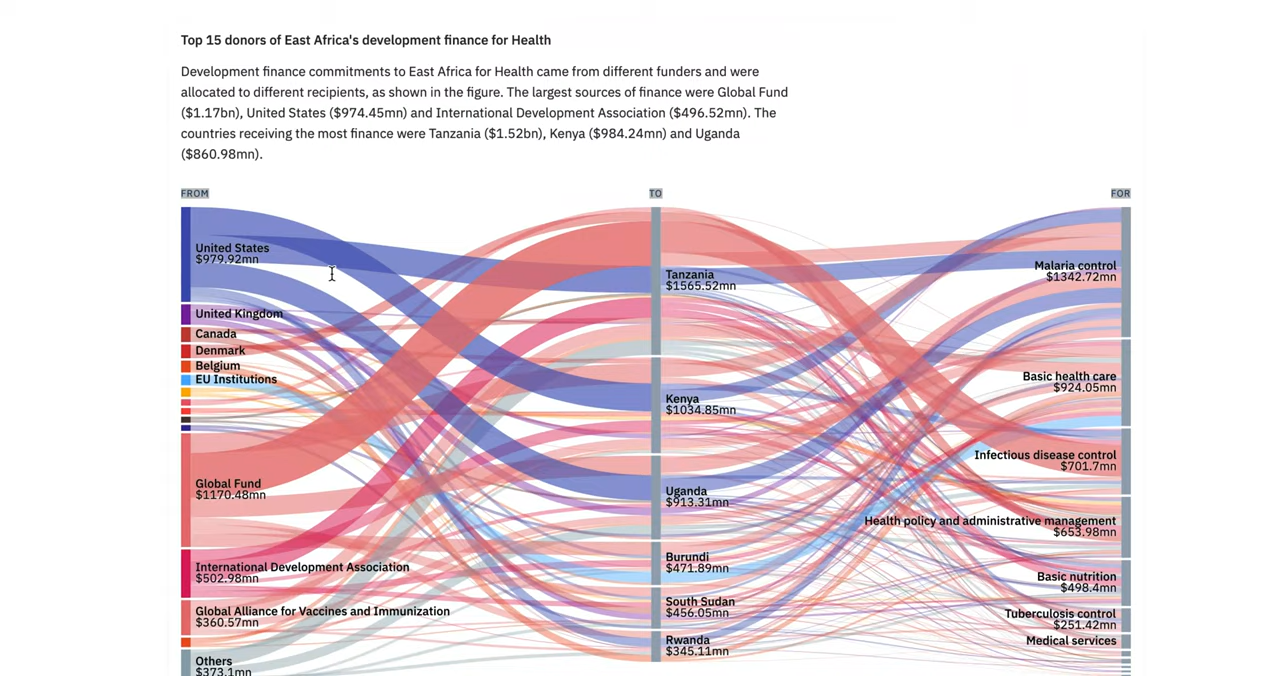 Top 15 donors of East Africa's development finance for Health
Development finance commitments to East Africa for Health came from different funders and were
allocated to different recipients, as shown in the figure. The largest sources of finance were Global Fund
($1.17bn), United States ($974.45mn) and International Development Association ($496.52mn). The
countries receiving the most finance were Tanzania ($1.52bn), Kenya ($984.24mn) and Uganda
($860.98mn).
FROM
TO
FOR
United States
$979.92mn
United Kingdom
Canada
Denmark
Belgium
EU Institutions
Global Fund
$1170.48mn
International Development Association
$502.98mn
Global Alliance for Vaccines and Immunization
$360.57mn
Others
$373.1mn
Tanzania
$1565.52mn
Kenya
$1034.85mn
Uganda
$913.31mn
Burundi
$471.89mn
South Sudan
$456.05mn
Rwanda
$345.11mn
Malaria control
$1342.72mn
Basic health care
$924.05mn
Infectious disease control
$701.7mn
Health policy and administrative management
$653.98mn
Basic nutrition
$498.4mn
Tuberculosis control
$251.42mn
Medical services